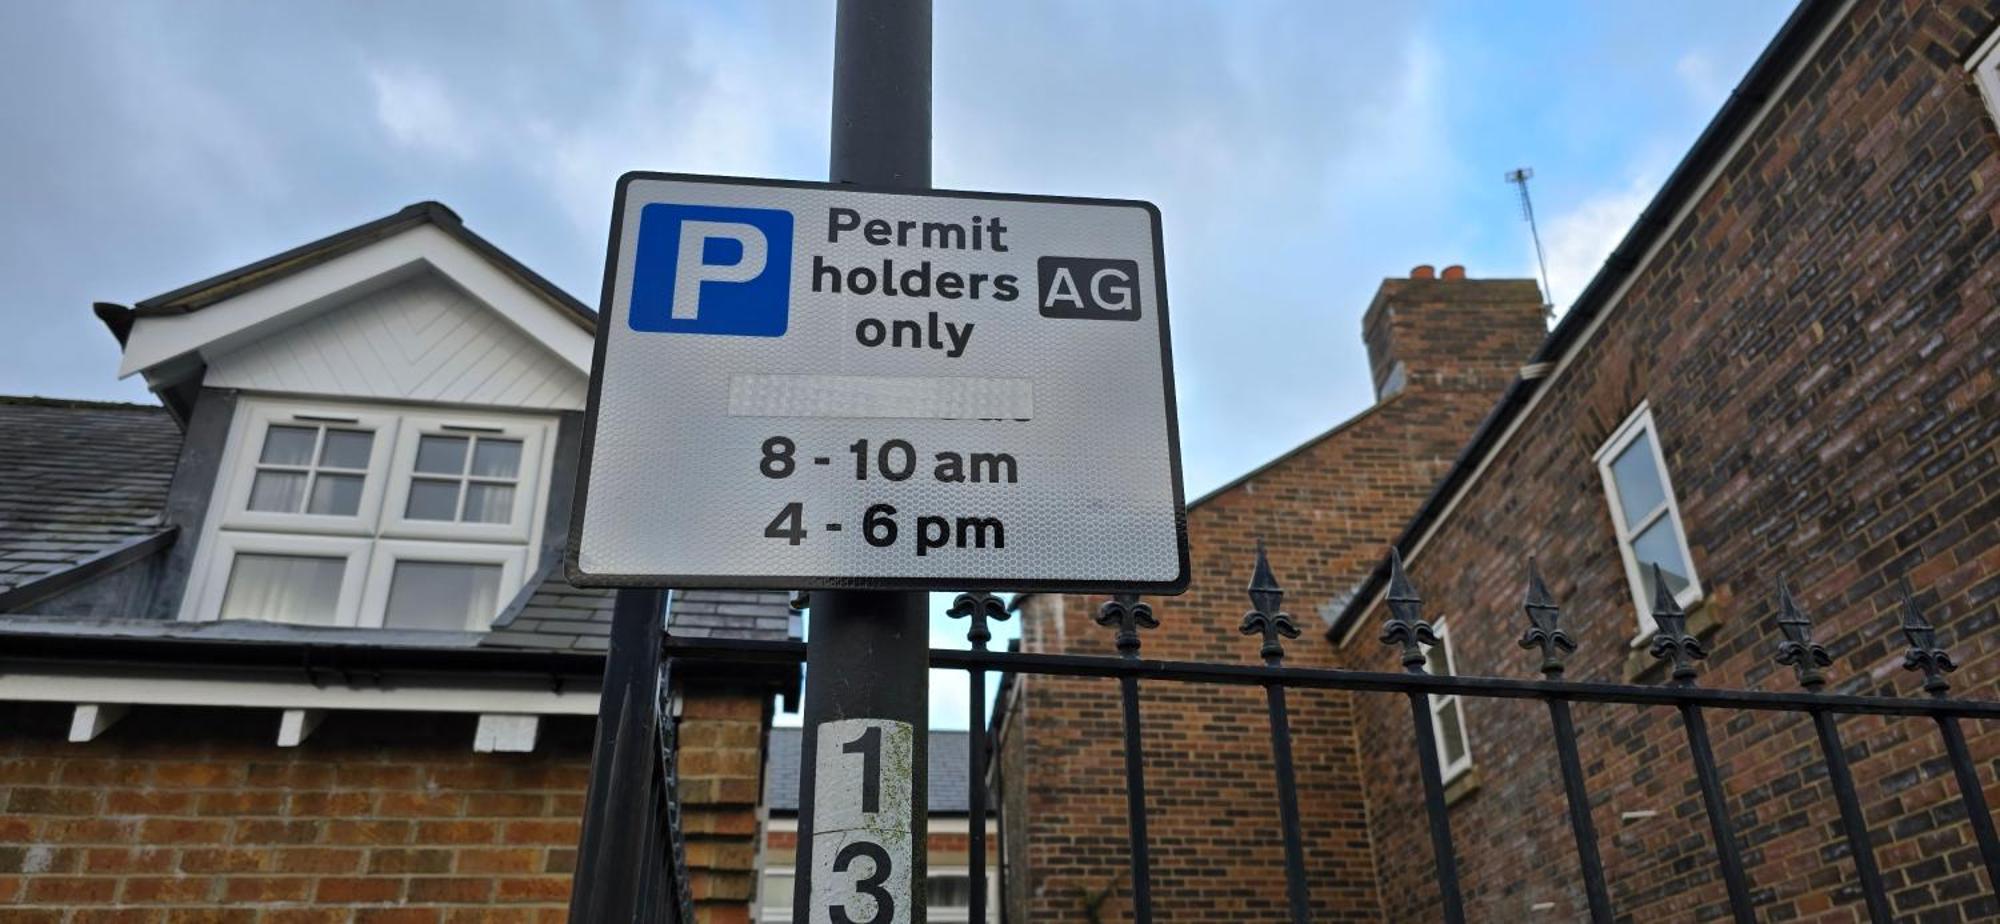 P
Permit
holders
only
AG
8 - 10 am
4 - 6 pm
1
3